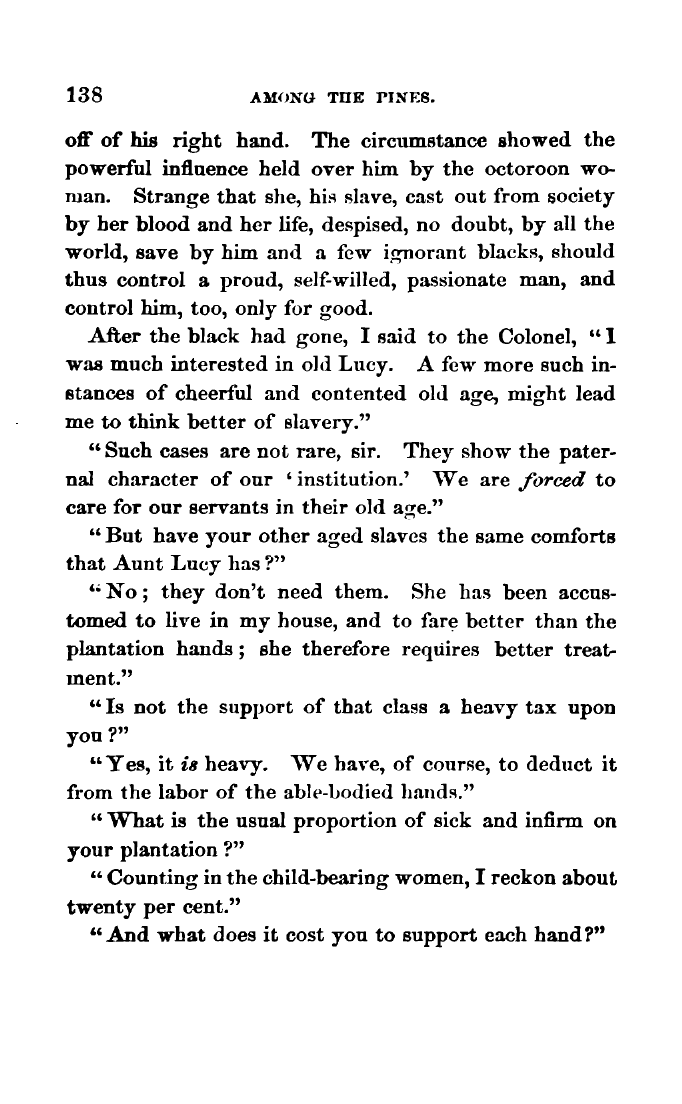 138 AMONG THE PINES.
off of his right hand. The circumstance showed the
powerful influence held over him by the octoroon wo-
man. Strange that she, his slave, cast out from society
by her blood and her life, despised, no doubt, by all the
world, save by him and a few ignorant blacks, should
thus control a proud, self-willed, passionate man, and
control him, too, only for good.
After the black had gone, I said to the Colonel, “I
was much interested in old Lucy. A few more such in-
stances of cheerful and contented old age, might lead
me to think better of slavery.”
“Such cases are not rare, sir. They show the pater-
nal character of our ‘institution.’ We are forced to
care for our servants in their old age.”
“But have your other aged slaves the same comforts
that Aunt Lucy has?”
“No; they don’t need them. She has been accus-
tomed to live in my house, and to fare better than the
plantation hands; she therefore requires better treat-
ment.”
“Is not the support of that class a heavy tax upon
you?”
“Yes, it is heavy. We have, of course, to deduct it
from the labor of the able-bodied hands.”
“What is the usual proportion of sick and infirm on
your plantation?”
“Counting in the child-bearing women, I reckon about
twenty per cent.”
“And what does it cost you to support each hand?”